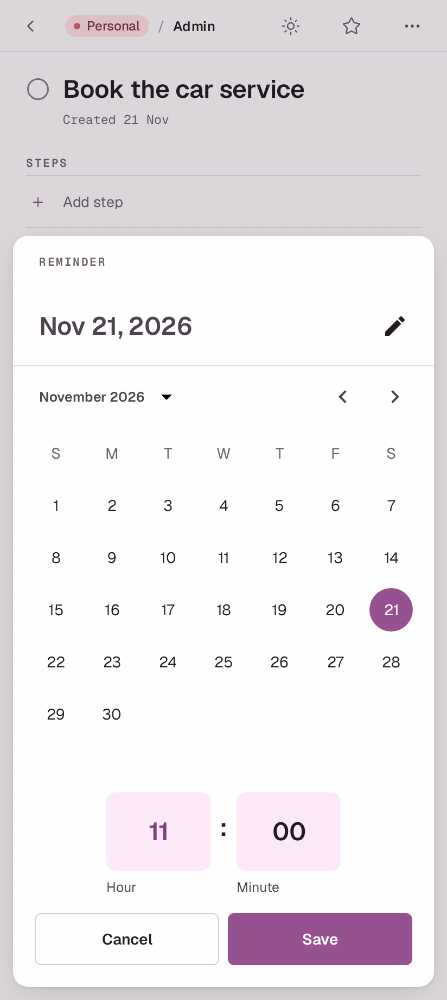 Personal / Admin
Book the car service
Created 21 Nov
STEPS
+ Add step
REMINDER
Nov 21, 2026
November 2026
S M T W T F S
1 2 3 4 5 6 7
8 9 10 11 12 13 14
15 16 17 18 19 20 21
22 23 24 25 26 27 28
29 30
11 : 00
Hour Minute
Cancel Save